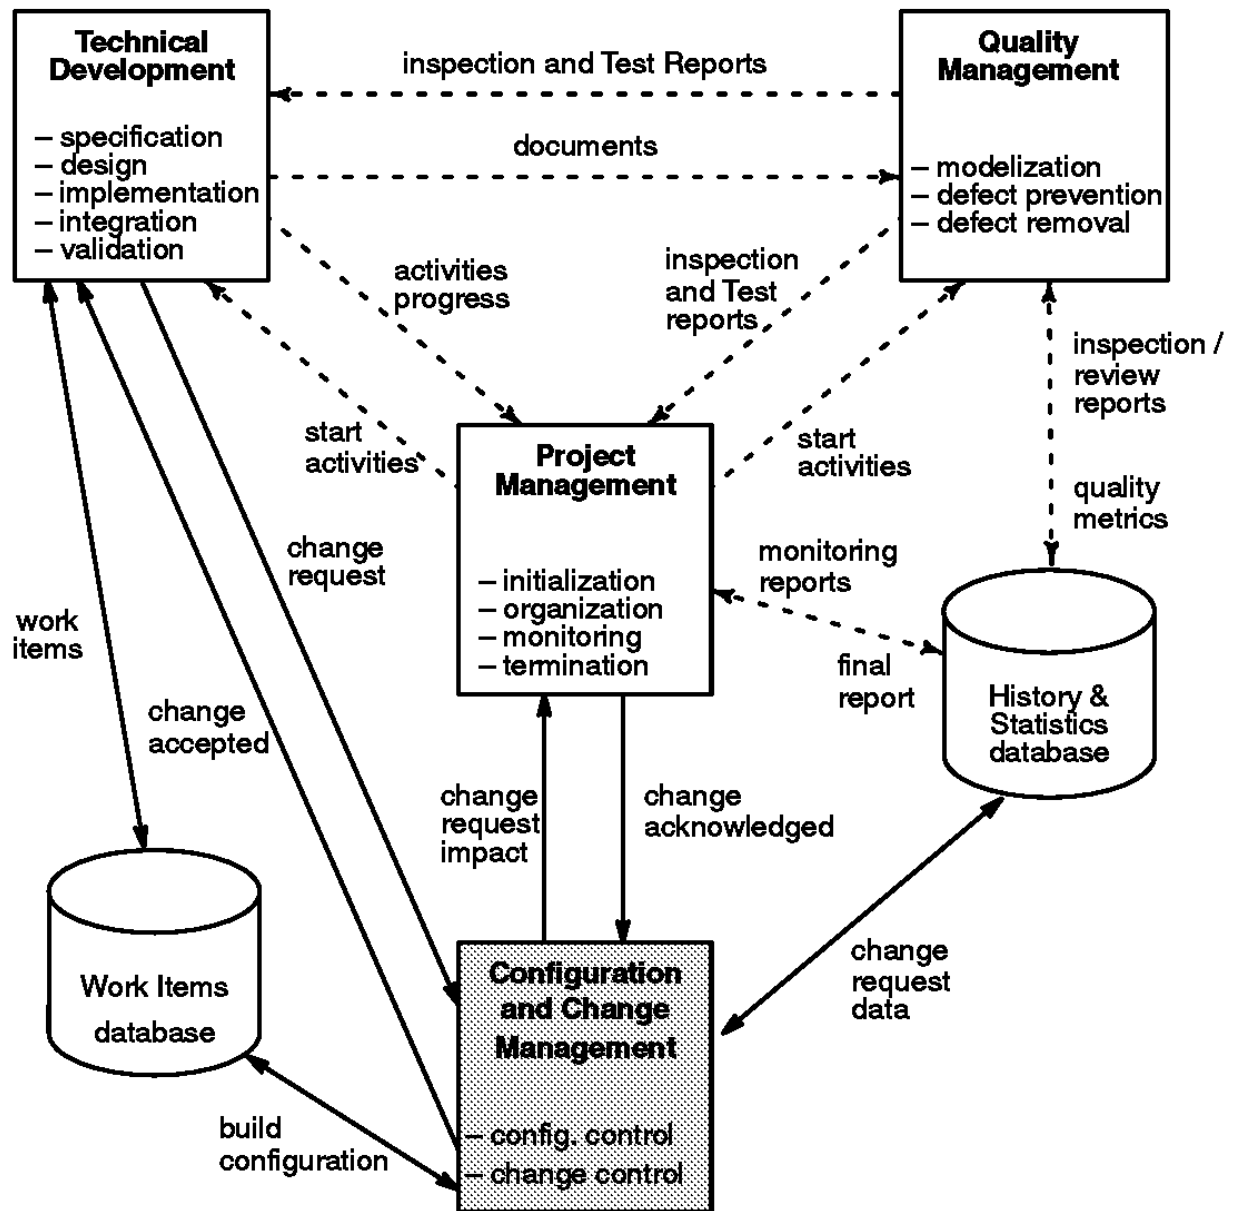 Technical
Development
– specification
– design
– implementation
– integration
– validation
inspection and Test Reports
documents
Quality
Management
– modelization
– defect prevention
– defect removal
activities
progress
inspection
and Test
reports
inspection /
review
reports
start
activities
start
activities
quality
metrics
Project
Management
– initialization
– organization
– monitoring
– termination
monitoring
reports
final
report
History &
Statistics
database
change
request
work
items
change
accepted
change
request
impact
change
acknowledged
change
request
data
Work Items
database
Configuration
and Change
Management
– config. control
– change control
build
configuration